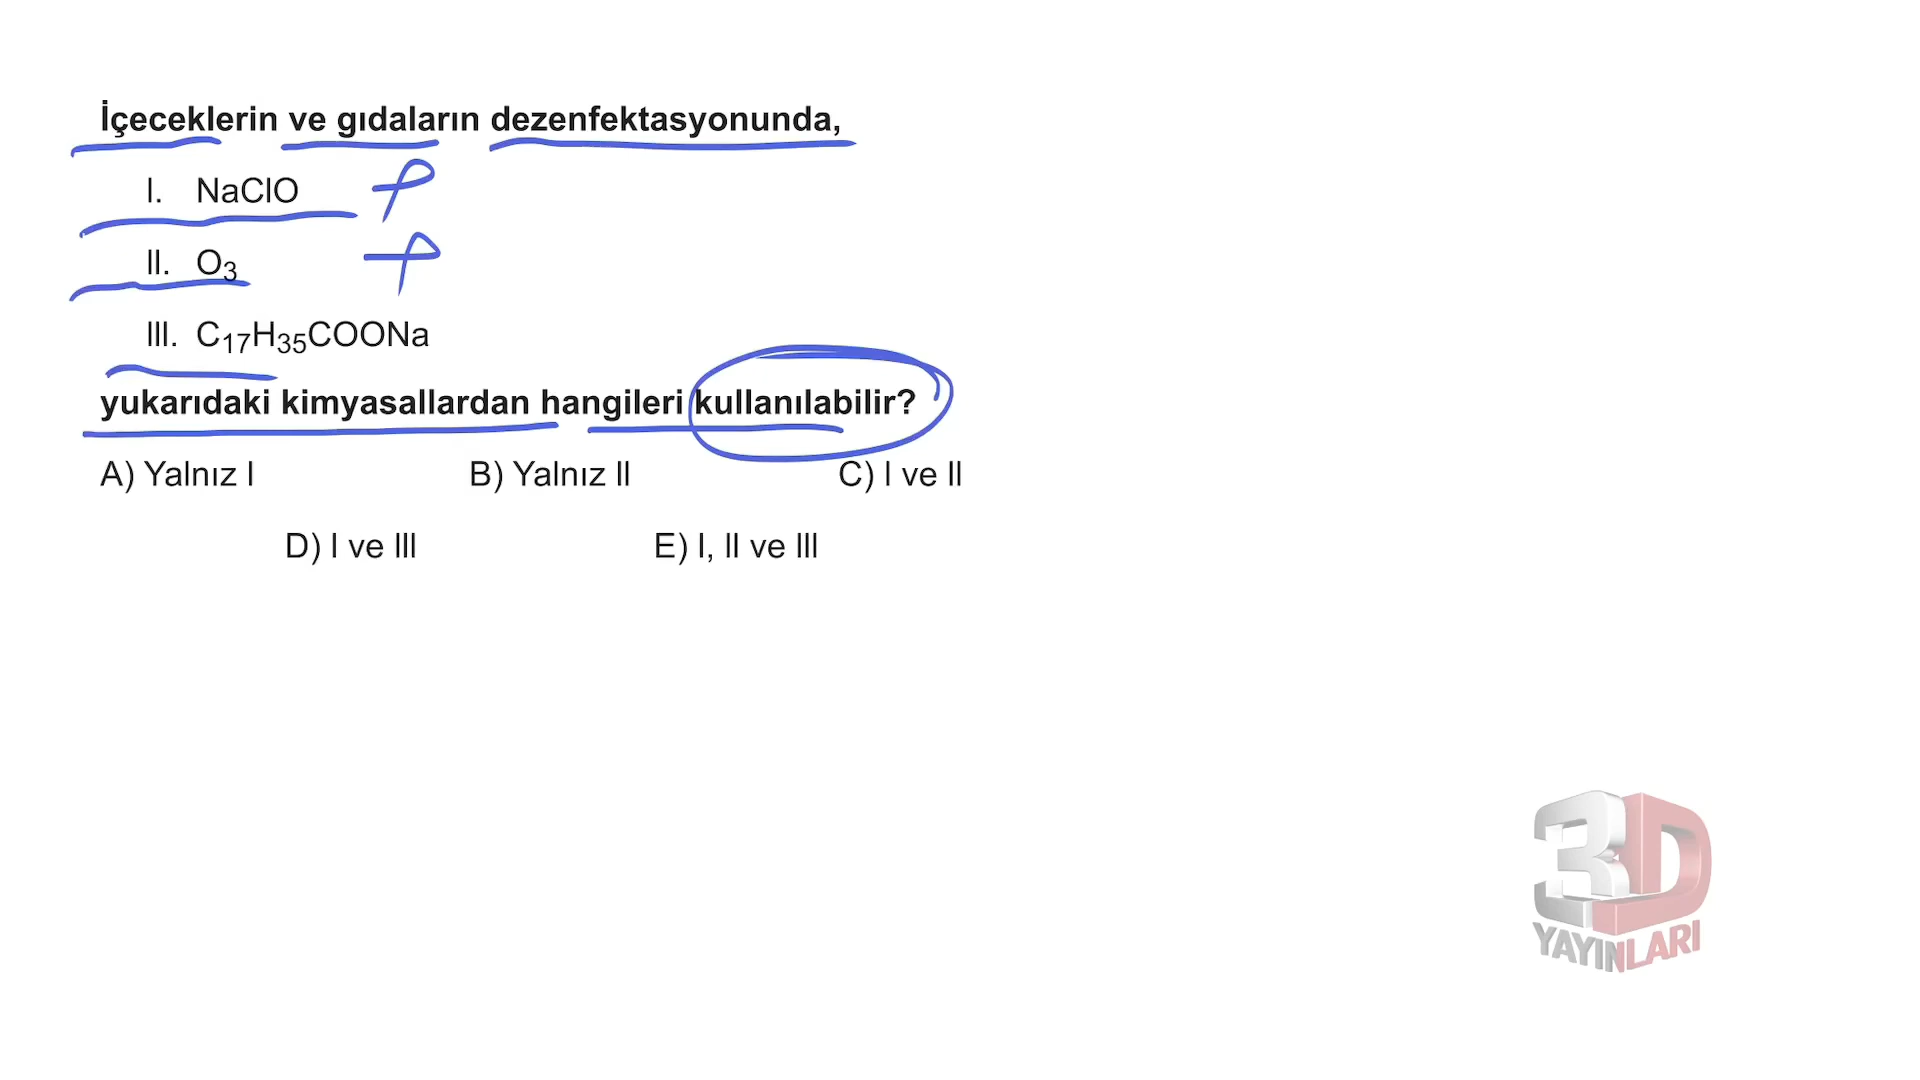 İçeceklerin ve gıdaların dezenfektasyonunda,
I. NaClO
II. O3
III. C17H35COONa
yukarıdaki kimyasallardan hangileri kullanılabilir?
A) Yalnız I B) Yalnız II C) I ve II
D) I ve III E) I, II ve III
3D
YAYINLARI